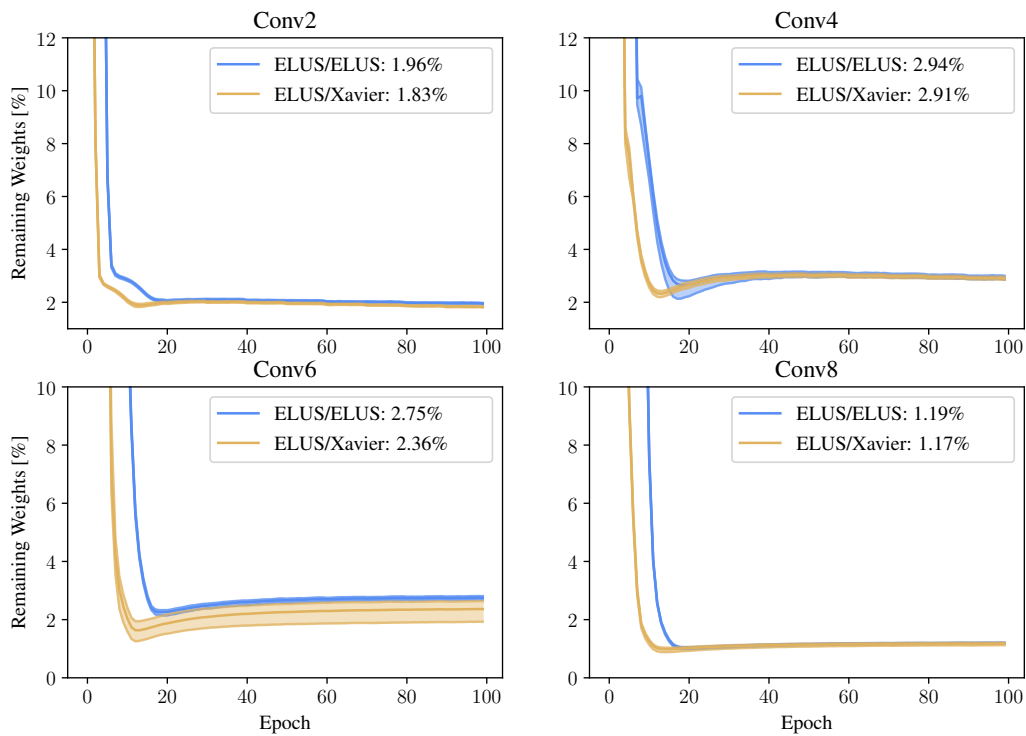 Conv2
12
10
8
6
4
2
Remaining Weights [%]
ELUS/ELUS: 1.96%
ELUS/Xavier: 1.83%
0 20 40 60 80 100
Conv4
12
10
8
6
4
2
ELUS/ELUS: 2.94%
ELUS/Xavier: 2.91%
0 20 40 60 80 100
Conv6
10
8
6
4
2
0
Remaining Weights [%]
ELUS/ELUS: 2.75%
ELUS/Xavier: 2.36%
0 20 40 60 80 100
Epoch
Conv8
10
8
6
4
2
0
ELUS/ELUS: 1.19%
ELUS/Xavier: 1.17%
0 20 40 60 80 100
Epoch